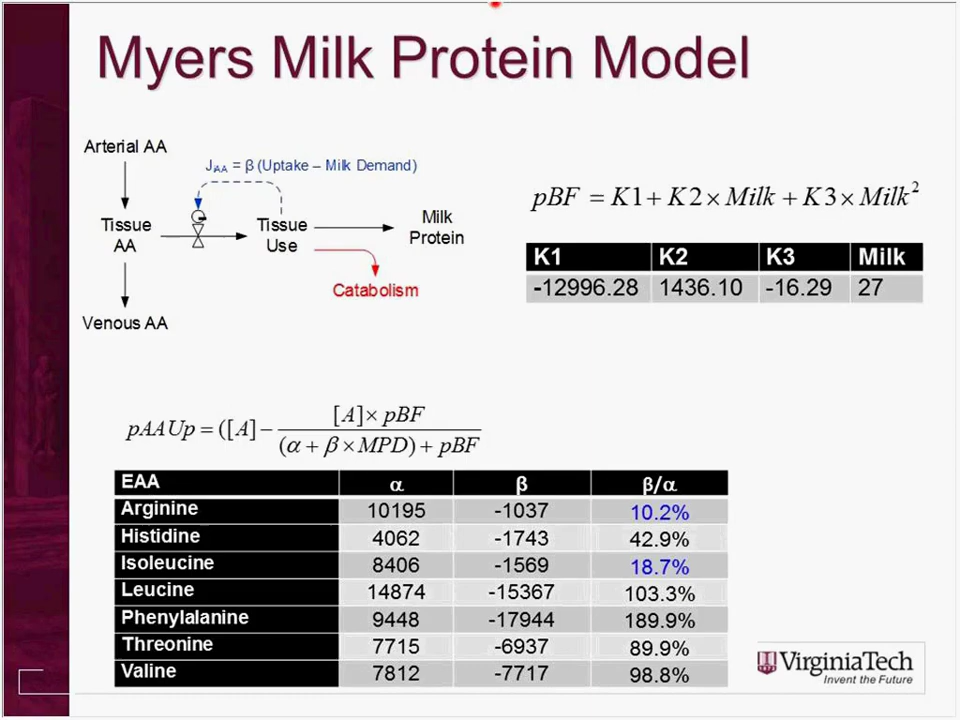 Myers Milk Protein Model
Arterial AA
JᵢAA = β (Uptake – Milk Demand)
Tissue
AA
Tissue
Use
Milk
Protein
Catabolism
Venous AA
pBF = K1 + K2 × Milk + K3 × Milk²
K1 K2 K3 Milk
-12996.28 1436.10 -16.29 27
pAAUp = ([A] − [A] × pBF / (α + β × MPD) + pBF
EAA α β β/α
Arginine 10195 -1037 10.2%
Histidine 4062 -1743 42.9%
Isoleucine 8406 -1569 18.7%
Leucine 14874 -15367 103.3%
Phenylalanine 9448 -17944 189.9%
Threonine 7715 -6937 89.9%
Valine 7812 -7717 98.8%
VirginiaTech
Invent the Future